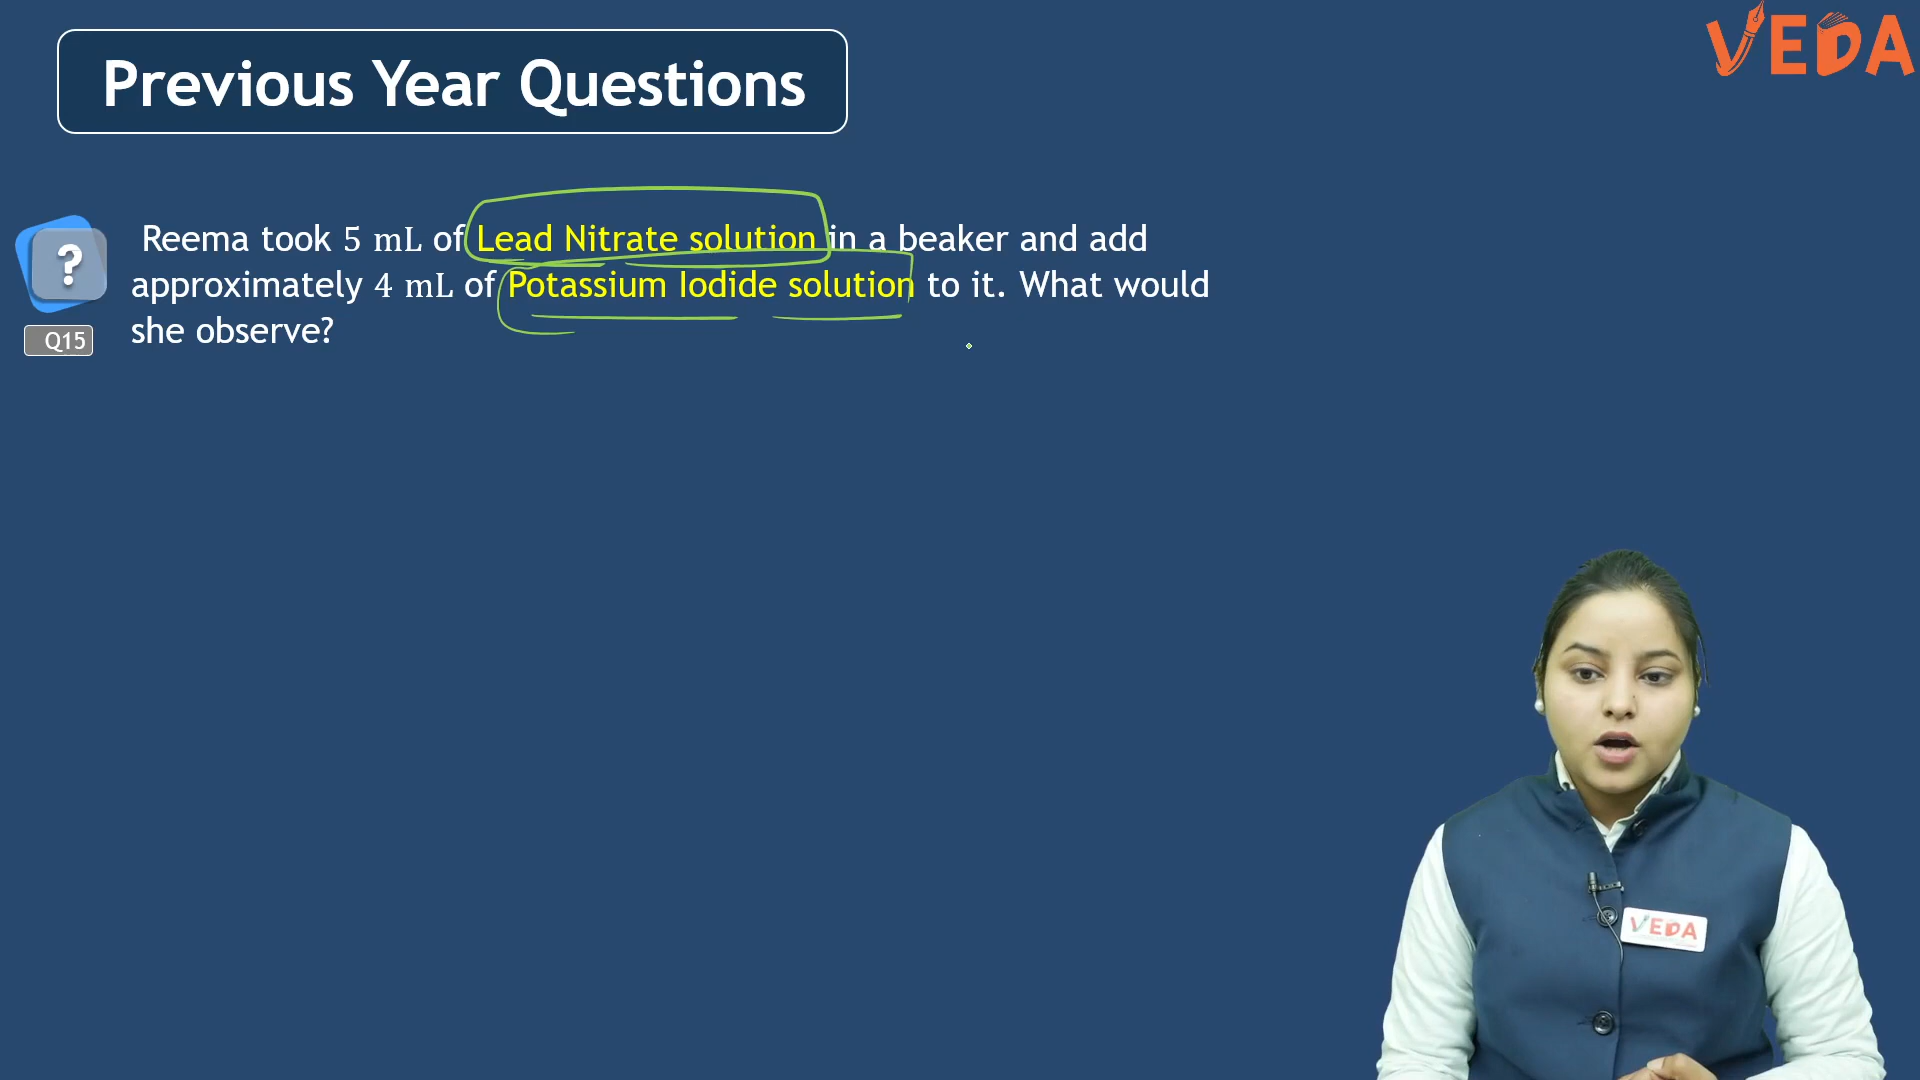 VEDA
Previous Year Questions
Reema took 5 mL of Lead Nitrate solution in a beaker and add
approximately 4 mL of Potassium Iodide solution to it. What would
she observe?
?
Q15
VEDA